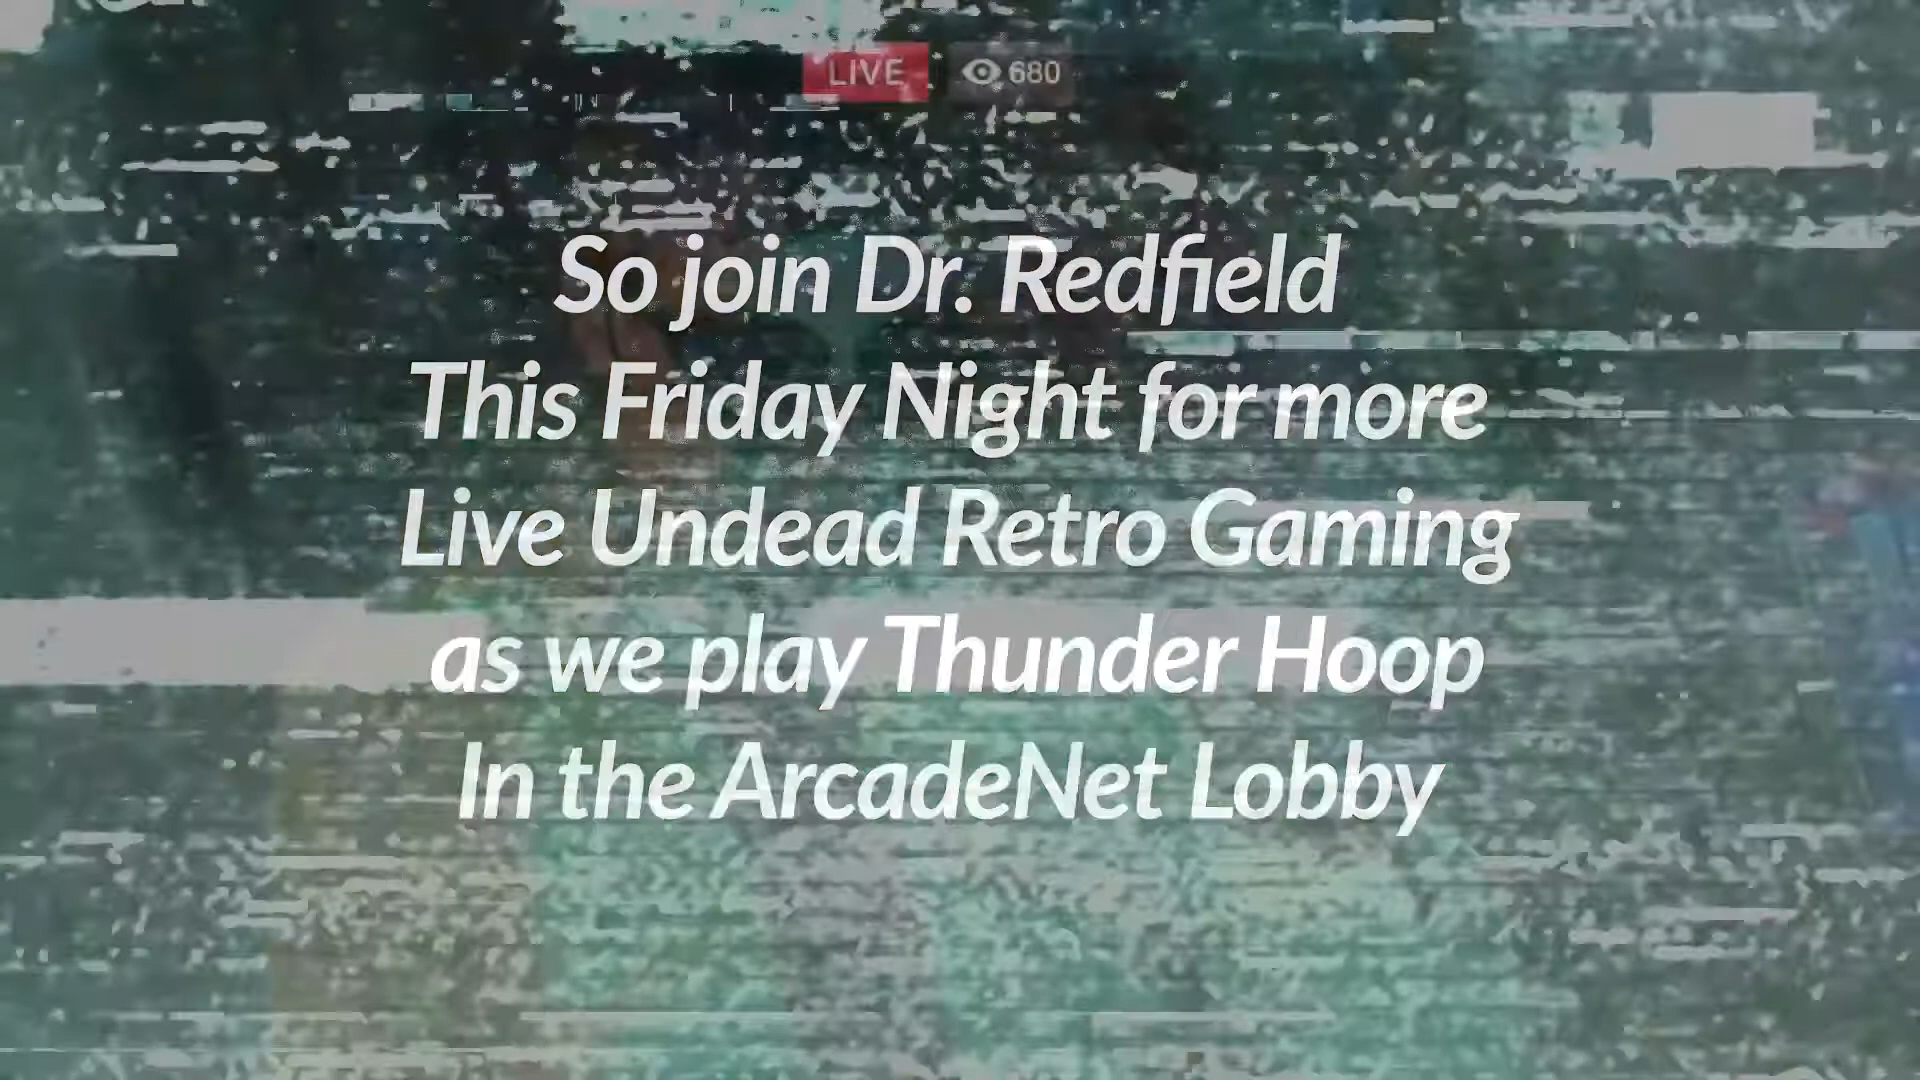 LIVE 680
So join Dr. Redfield
This Friday Night for more
Live Undead Retro Gaming
as we play Thunder Hoop
In the ArcadeNet Lobby